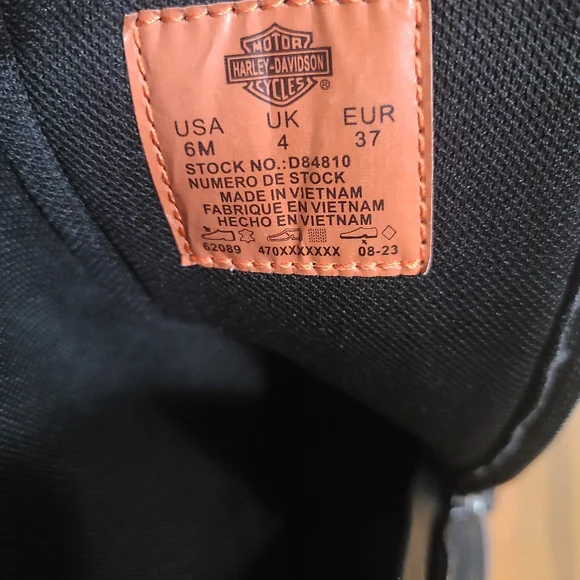 MOTOR
HARLEY-DAVIDSON
CYCLES®
USA UK EUR
6M 4 37
STOCK NO.:D84810
NUMERO DE STOCK
MADE IN VIETNAM
FABRIQUE EN VIETNAM
HECHO EN VIETNAM
62089 470XXXXXXX 08-23